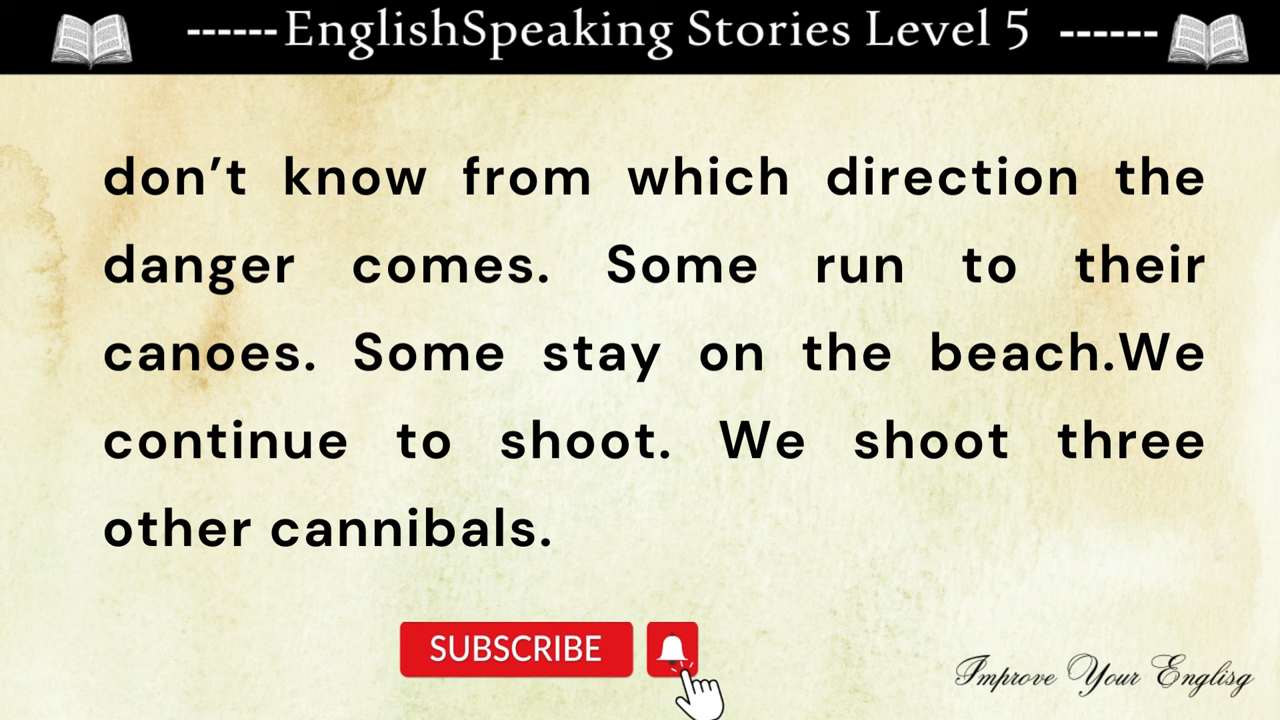 ------EnglishSpeaking Stories Level 5 ------
don’t know from which direction the
danger comes. Some run to their
canoes. Some stay on the beach.We
continue to shoot. We shoot three
other cannibals.
SUBSCRIBE
Improve Your Englisg